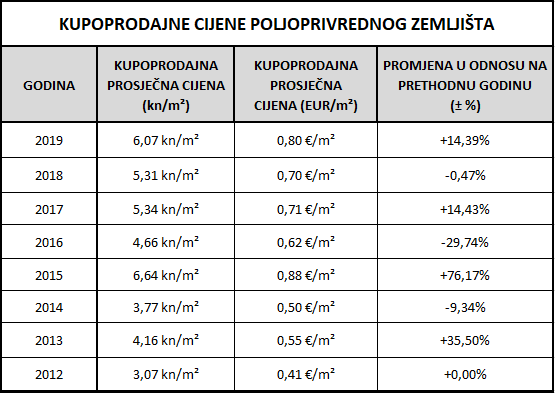 KUPOPRODAJNE CIJENE POLJOPRIVREDNOG ZEMLJIŠTA
GODINA
KUPOPRODAJNA
PROSJEČNA CIJENA
(kn/m²)
KUPOPRODAJNA
PROSJEČNA
CIJENA (EUR/m²)
PROMJENA U ODNOSU NA
PRETHODNU GODINU
(± %)
2019 6,07 kn/m² 0,80 €/m² +14,39%
2018 5,31 kn/m² 0,70 €/m² -0,47%
2017 5,34 kn/m² 0,71 €/m² +14,43%
2016 4,66 kn/m² 0,62 €/m² -29,74%
2015 6,64 kn/m² 0,88 €/m² +76,17%
2014 3,77 kn/m² 0,50 €/m² -9,34%
2013 4,16 kn/m² 0,55 €/m² +35,50%
2012 3,07 kn/m² 0,41 €/m² +0,00%